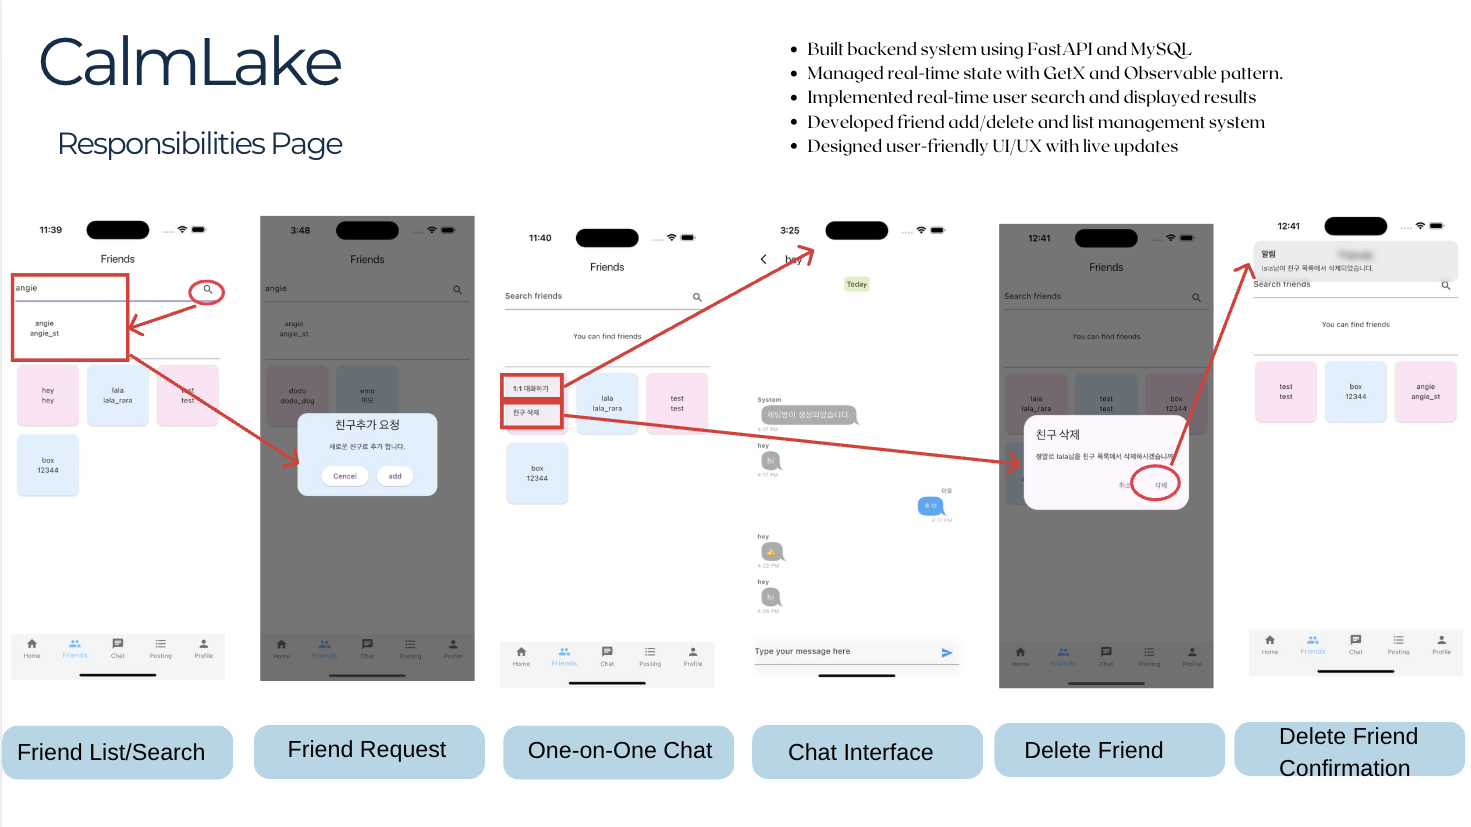 CalmLake
Responsibilities Page
Built backend system using FastAPI and MySQL
Managed real-time state with GetX and Observable pattern.
Implemented real-time user search and displayed results
Developed friend add/delete and list management system
Designed user-friendly UI/UX with live updates
11:39
Friends
angie
angie
angie_st
hey
hey
lala
lala_rara
test
test
box
12344
Home
Friends
Chat
Posting
Profile
Friend List/Search
3:48
Friends
angie
angie
angie_st
dodo
dodo_dog
emo
이모
친구추가 요청
새로운 친구로 추가 합니다.
Cencel
add
Home
Friends
Chat
Posting
Profile
Friend Request
11:40
Friends
Search friends
You can find friends
1:1 대화하기
친구 삭제
lala
lala_rara
test
test
box
12344
Home
Friends
Chat
Posting
Profile
One-on-One Chat
3:25
hey
Today
System
채팅방이 생성되었습니다.
4:17 PM
hey
hi
4:17 PM
이모
ㅎㅇ
4:17 PM
hey
4:22 PM
hey
hi
4:36 PM
Type your message here
Chat Interface
12:41
Friends
Search friends
You can find friends
lala
lala_rara
test
test
box
12344
친구 삭제
정말로 lala님을 친구 목록에서 삭제하시겠습니까
취소
삭제
Home
Friends
Chat
Posting
Profile
Delete Friend
12:41
알림
Friends
lala님이 친구 목록에서 삭제되었습니다.
Search friends
You can find friends
test
test
box
12344
angie
angie_st
Home
Friends
Chat
Posting
Profile
Delete Friend
Confirmation